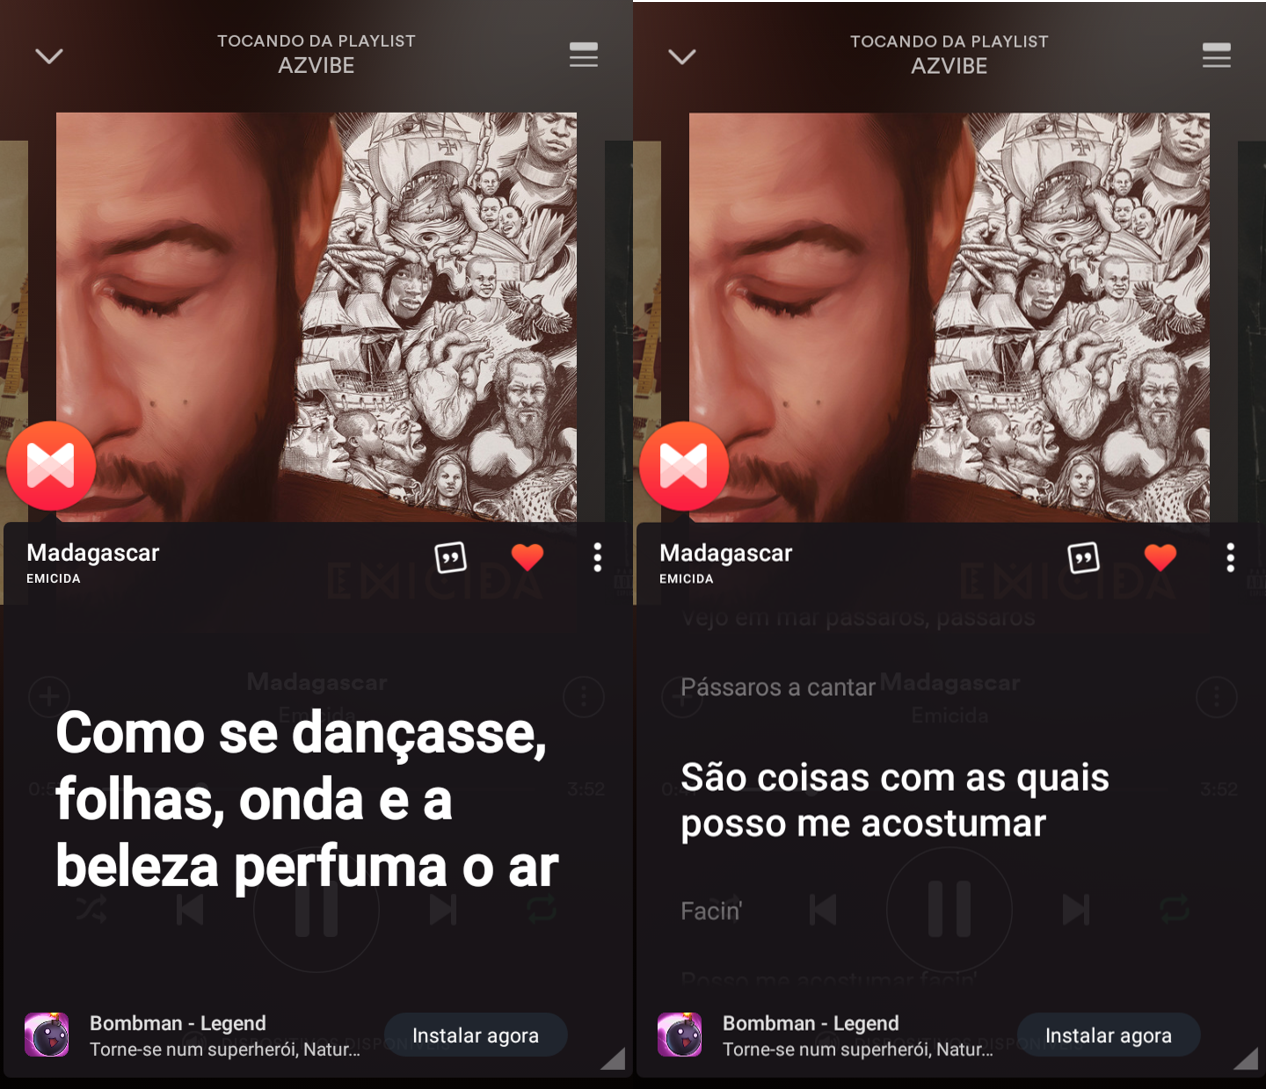 TOCANDO DA PLAYLIST
AZVIBE
Madagascar
EMICIDA
EMICIDA
Madagascar
Emicida
Como se dançasse,
folhas, onda e a
beleza perfuma o ar
3:52
Bombman - Legend
Torne-se num superherói, Natur...
Instalar agora
TOCANDO DA PLAYLIST
AZVIBE
Madagascar
EMICIDA
EMICIDA
Vejo em mar pássaros, pássaros
Pássaros a cantar
Madagascar
Emicida
São coisas com as quais
posso me acostumar
3:52
Facin'
Posso me acostumar facin'
Bombman - Legend
Torne-se num superherói, Natur...
Instalar agora